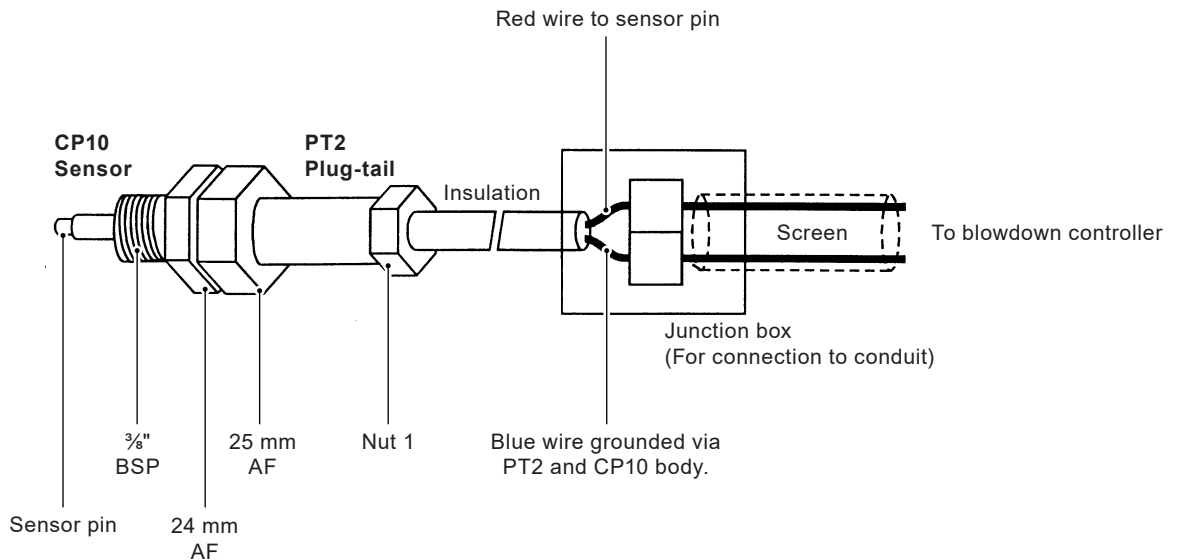 Red wire to sensor pin
CP10
Sensor
PT2
Plug-tail
Insulation
Screen
To blowdown controller
Junction box
(For connection to conduit)
⅜"
BSP
25 mm
AF
Nut 1
Blue wire grounded via
PT2 and CP10 body.
Sensor pin
24 mm
AF